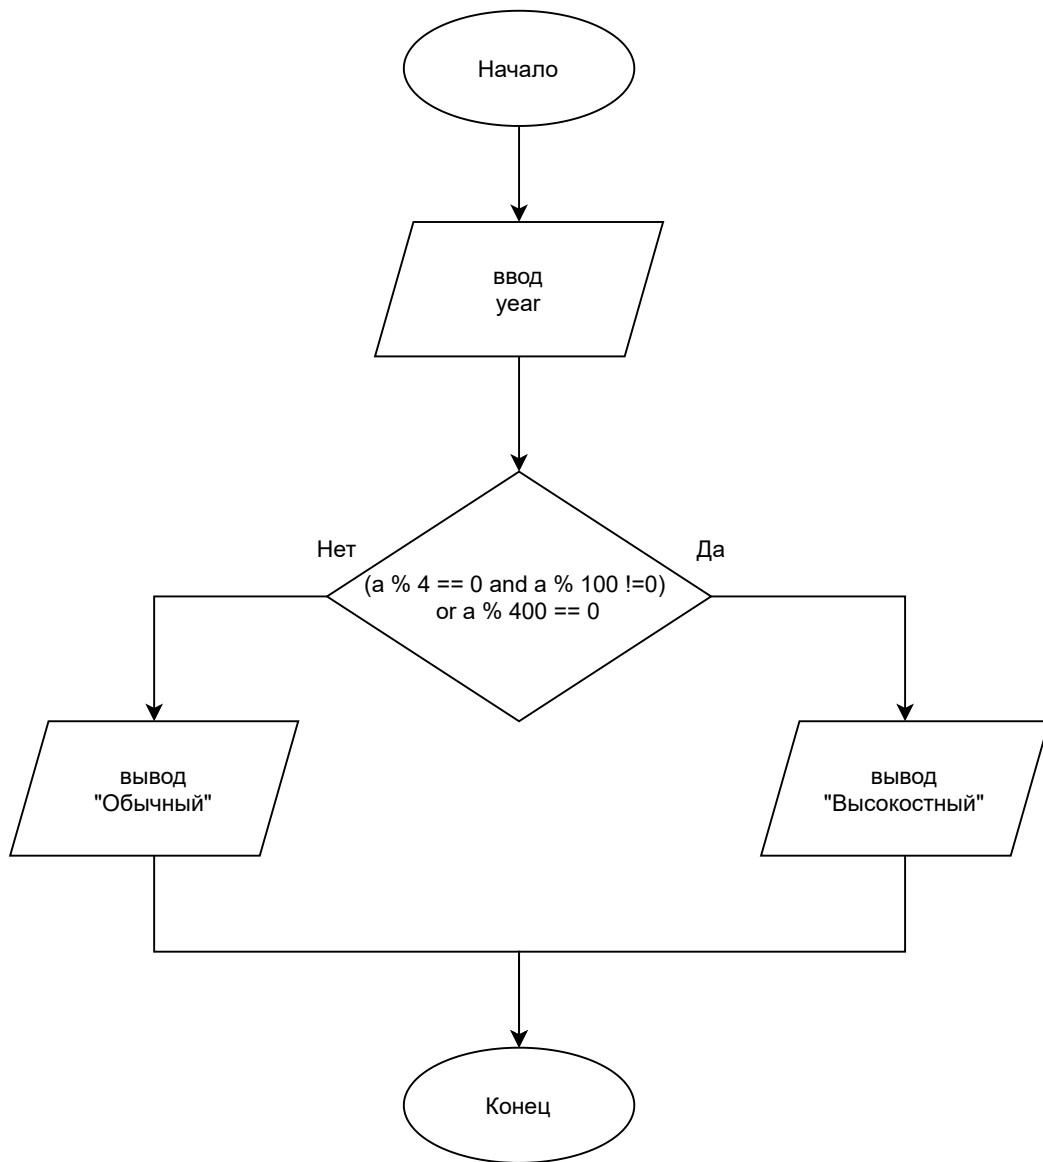 Начало
ввод
year
Нет
Да
(a % 4 == 0 and a % 100 !=0)
or a % 400 == 0
вывод
"Обычный"
вывод
"Высокостный"
Конец